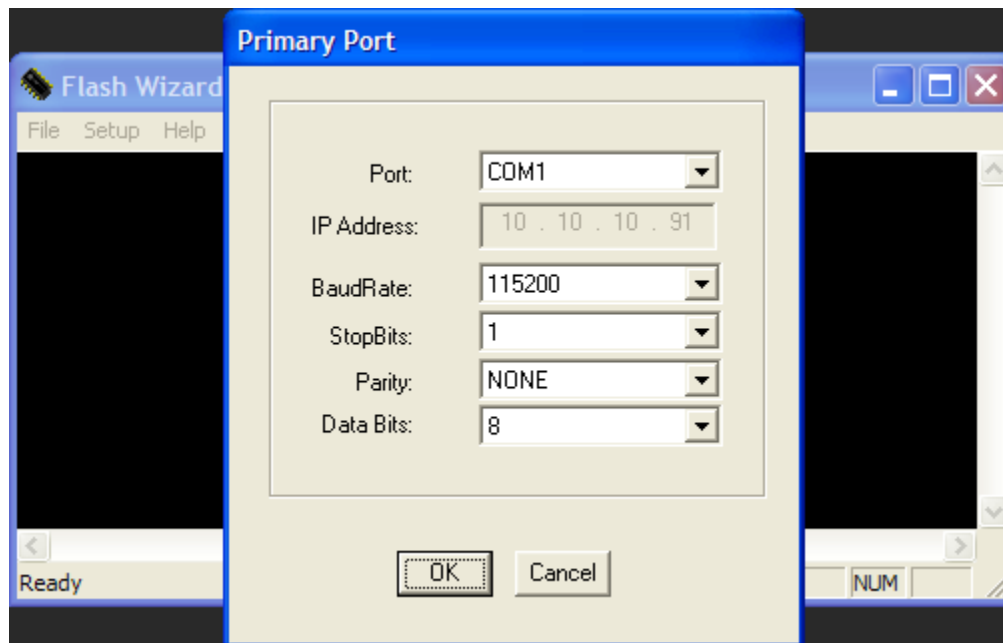 Primary Port
Flash Wizard
File Setup Help
Port: COM1
IP Address: 10 . 10 . 10 . 91
BaudRate: 115200
StopBits: 1
Parity: NONE
Data Bits: 8
OK Cancel
Ready NUM